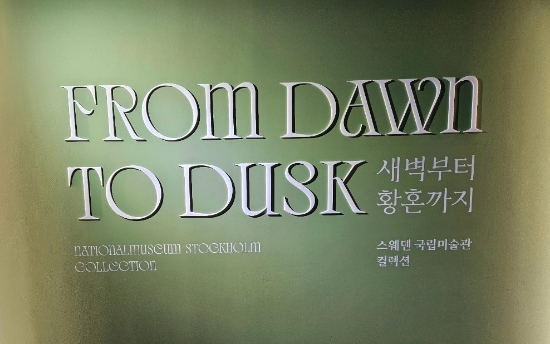 FROM DAWN
TO DUSK
새벽부터
황혼까지
NATIONALMUSEUM STOCKHOLM
COLLECTION
스웨덴 국립미술관
컬렉션